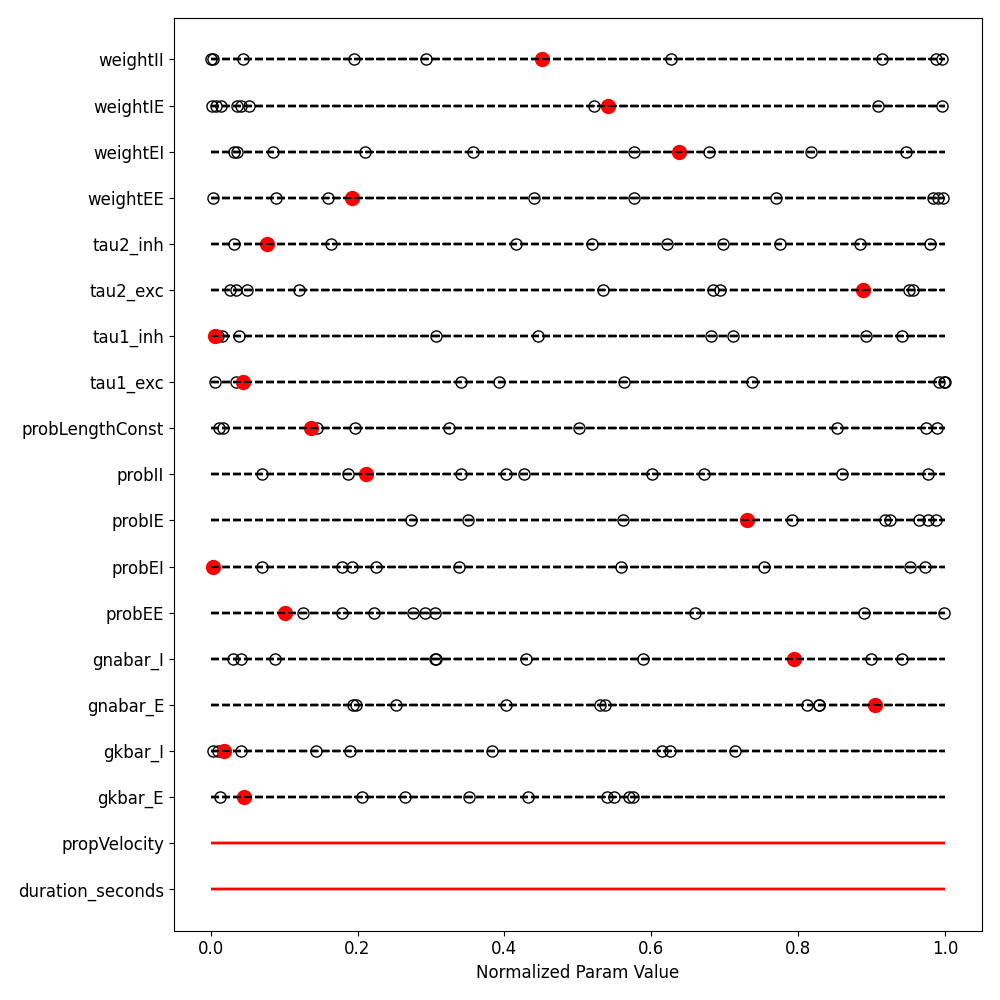 weightII
weightIE
weightEI
weightEE
tau2_inh
tau2_exc
tau1_inh
tau1_exc
probLengthConst
probII
probIE
probEI
probEE
gnabar_I
gnabar_E
gkbar_I
gkbar_E
propVelocity
duration_seconds
0.0 0.2 0.4 0.6 0.8 1.0
Normalized Param Value